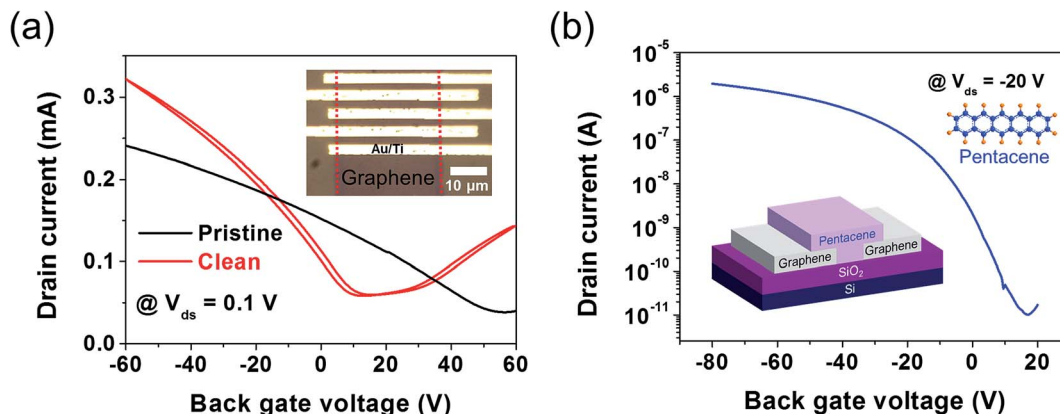 (a)
Drain current (mA)
0.3
0.2
0.1
0.0
-60
-40
-20
0
20
40
60
Back gate voltage (V)
Pristine
Clean
@ Vds = 0.1 V
Au/Ti
Graphene
10 μm
(b)
Drain current (A)
10⁻⁵
10⁻⁶
10⁻⁷
10⁻⁸
10⁻⁹
10⁻¹⁰
10⁻¹¹
-80
-60
-40
-20
0
20
Back gate voltage (V)
@ Vds = -20 V
Pentacene
Pentacene
Graphene
Graphene
SiO₂
Si